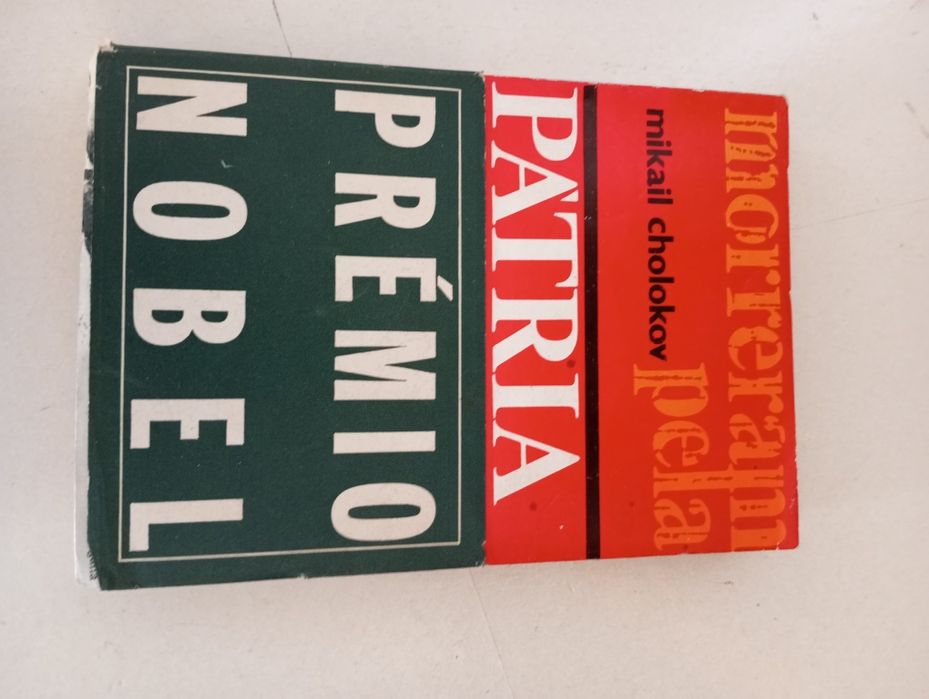 morreram
mikail cholokov
pela
PÁTRIA
PRÉMIO
NOBEL